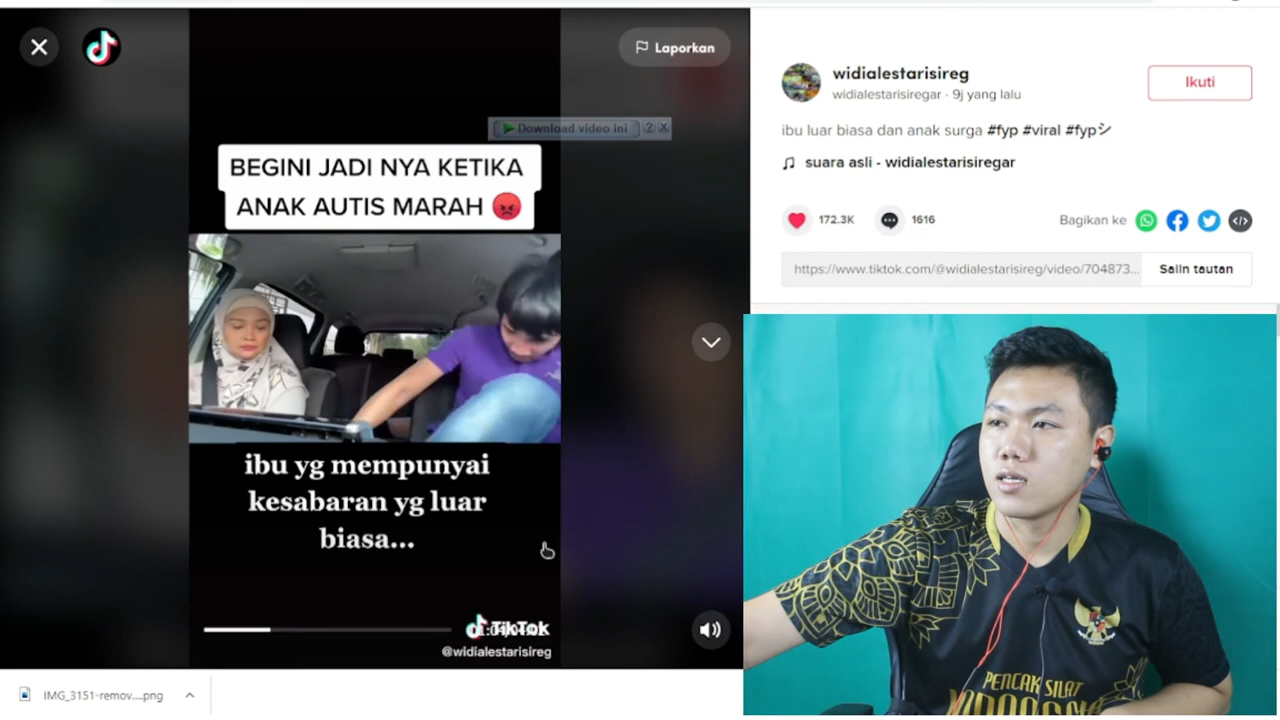 Laporkan
Download video ini
BEGINI JADI NYA KETIKA
ANAK AUTIS MARAH
ibu yg mempunyai
kesabaran yg luar
biasa...
TikTok
@widialestarisireg
widialestarisireg
widialestarisiregar · 9j yang lalu
Ikuti
ibu luar biasa dan anak surga #fyp #viral #fypシ
suara asli - widialestarisiregar
172.3K
1616
Bagikan ke
https://www.tiktok.com/@widialestarisireg/video/704873...
Salin tautan
PENCAK SILAT
INDONESIA
IMG_3151-remov....png